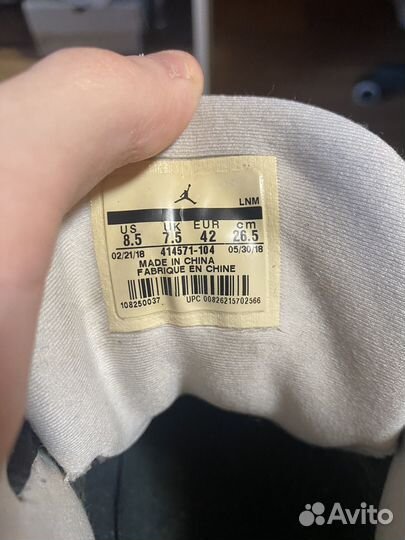 LNM
US UK EUR cm
8.5 7.5 42 26.5
02/21/18 414571-104 05/30/18
MADE IN CHINA
FABRIQUE EN CHINE
108250037 UPC 00826215702566
Avito